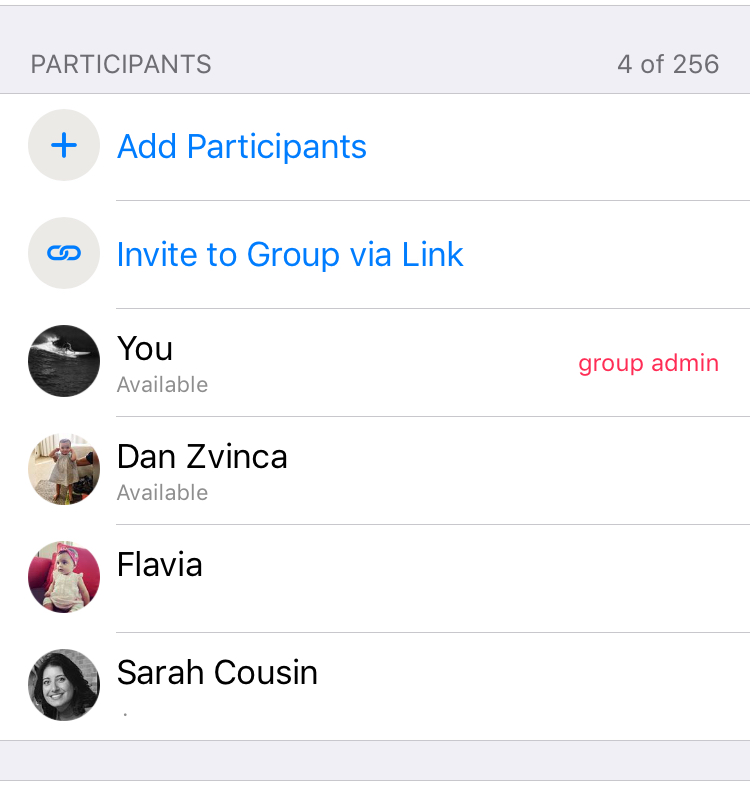 PARTICIPANTS 4 of 256
Add Participants
Invite to Group via Link
You
group admin
Available
Dan Zvinca
Available
Flavia
Sarah Cousin
.